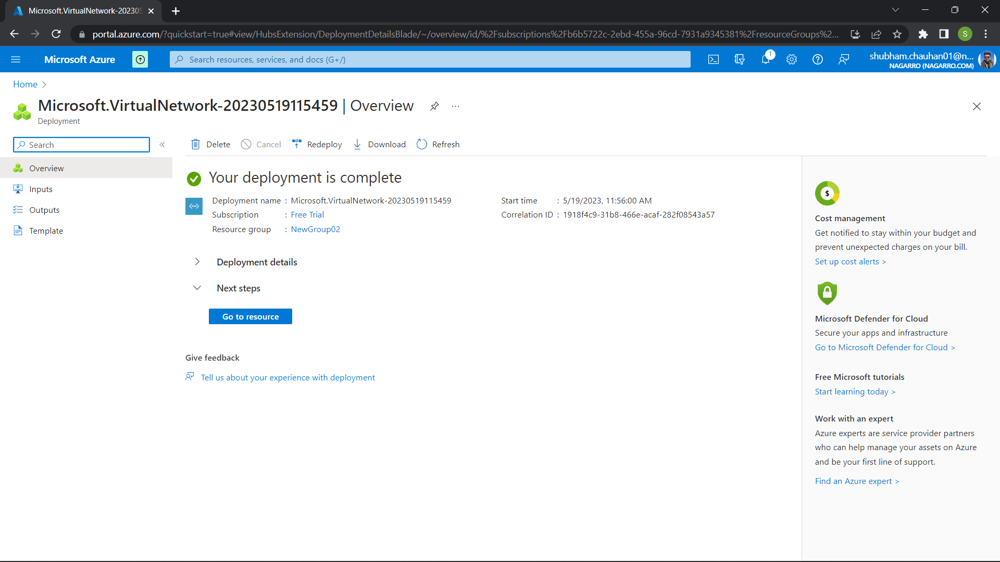 Microsoft.VirtualNetwork-202305
portal.azure.com/?quickstart=true#view/HubsExtension/DeploymentDetailsBlade/~/overview/id/%2Fsubscriptions%2Fb6b5722c-2ebd-455a-96cd-7931a9345381%2FresourceGroups%2...
S
Microsoft Azure
Search resources, services, and docs (G+/)
1
shubham.chauhan01@n...
NAGARRO (NAGARRO.COM)
Home
Microsoft.VirtualNetwork-20230519115459 | Overview
Deployment
Search
Delete
Cancel
Redeploy
Download
Refresh
Overview
Inputs
Outputs
Template
Your deployment is complete
Deployment name : Microsoft.VirtualNetwork-20230519115459
Subscription : Free Trial
Resource group : NewGroup02
Start time : 5/19/2023, 11:56:00 AM
Correlation ID : 1918f4c9-31b8-466e-acaf-282f08543a57
Deployment details
Next steps
Go to resource
Give feedback
Tell us about your experience with deployment
$
Cost management
Get notified to stay within your budget and
prevent unexpected charges on your bill.
Set up cost alerts >
Microsoft Defender for Cloud
Secure your apps and infrastructure
Go to Microsoft Defender for Cloud >
Free Microsoft tutorials
Start learning today >
Work with an expert
Azure experts are service provider partners
who can help manage your assets on Azure
and be your first line of support.
Find an Azure expert >